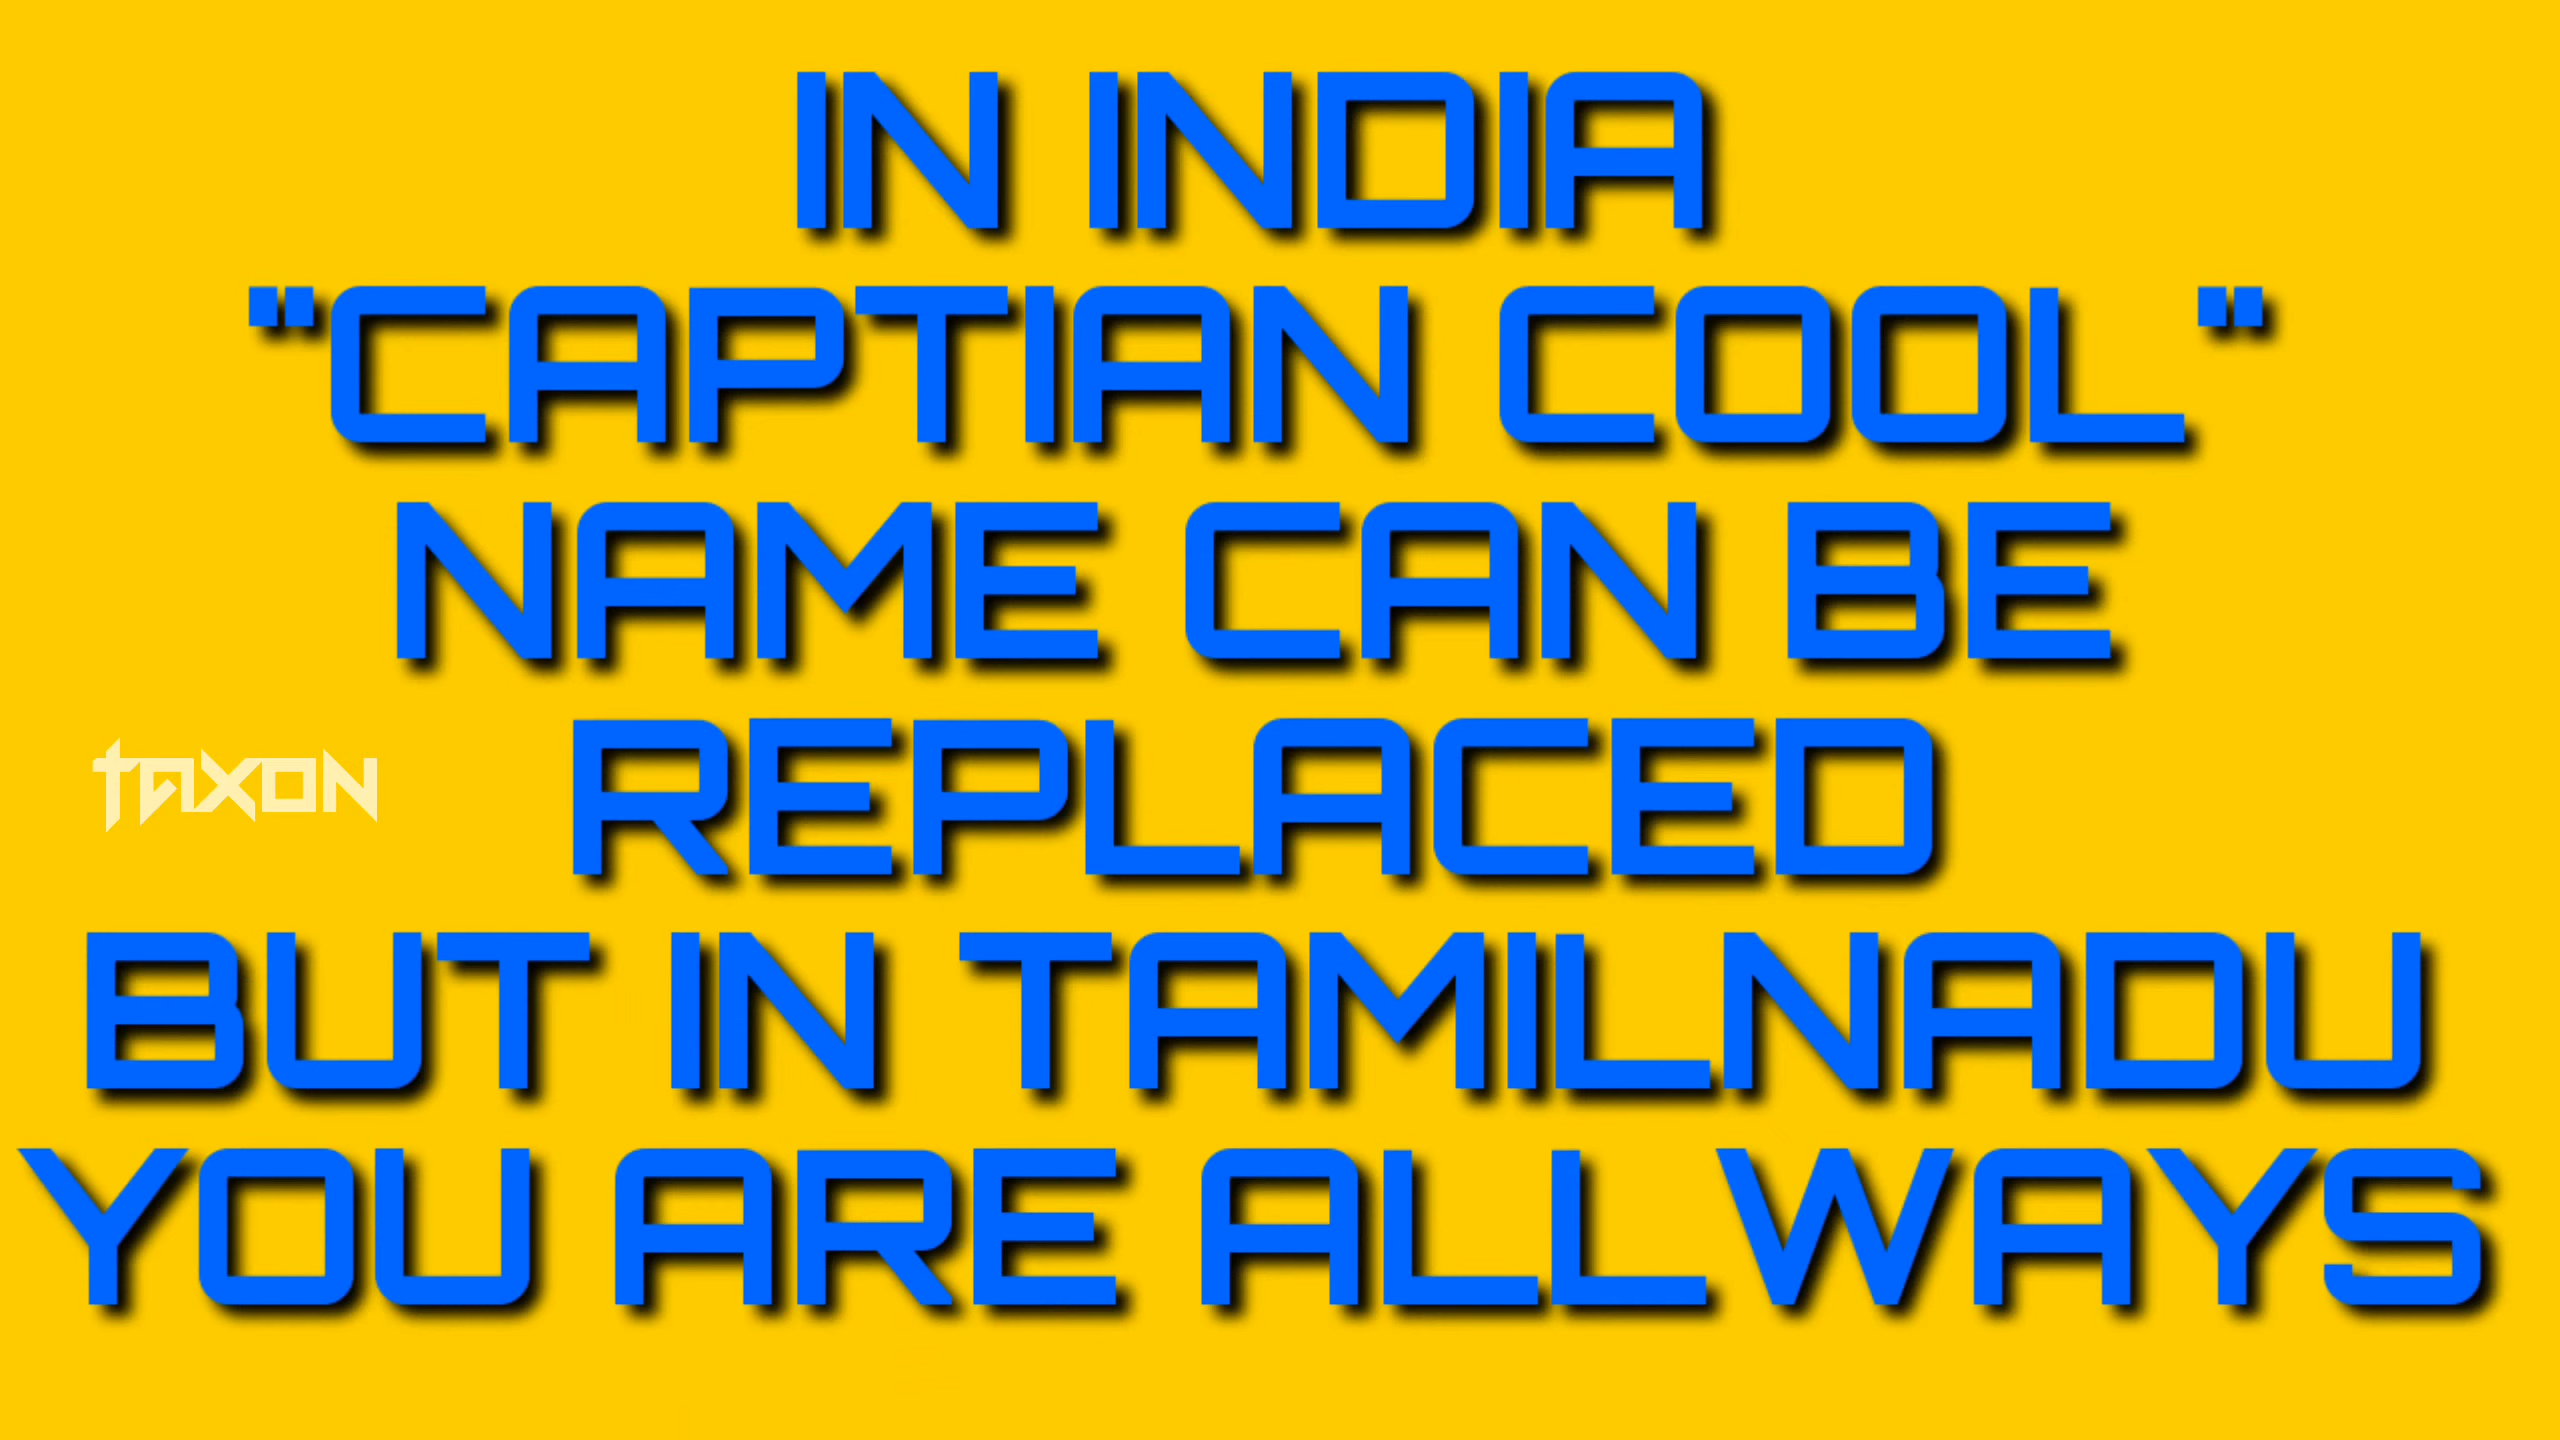 IN INDIA
"CAPTIAN COOL"
NAME CAN BE
REPLACED
taxon
BUT IN TAMILNADU
YOU ARE ALLWAYS